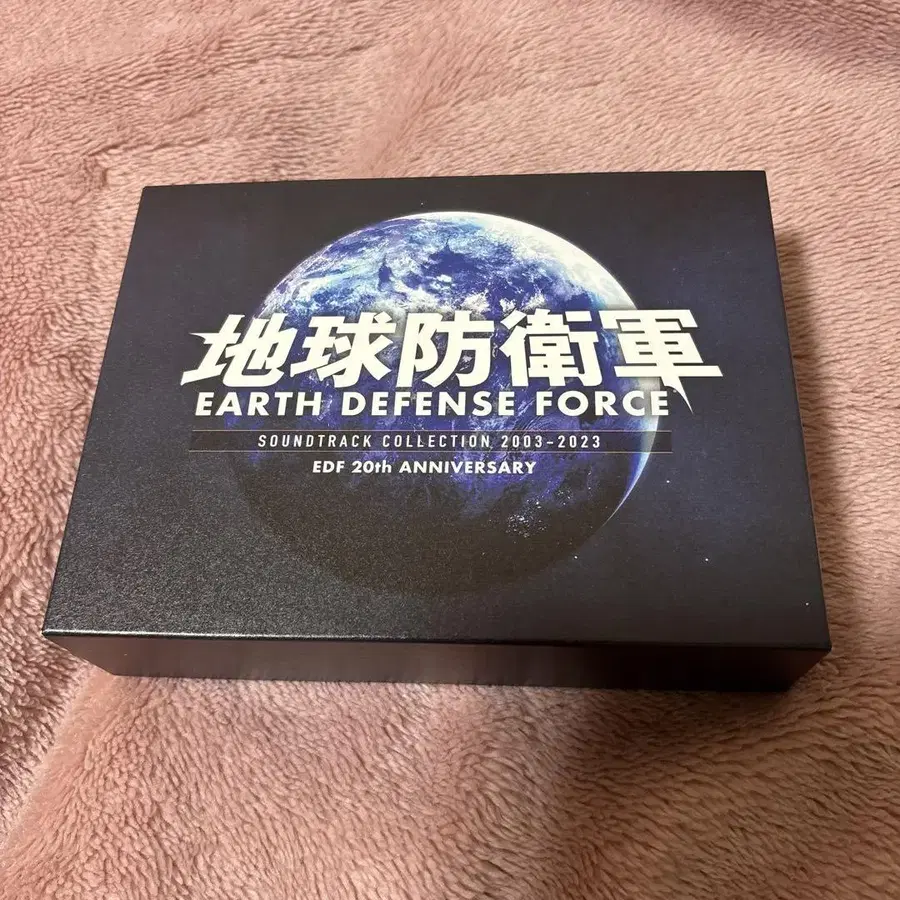 地球防衛軍
EARTH DEFENSE FORCE
SOUNDTRACK COLLECTION 2003-2023
EDF 20th ANNIVERSARY